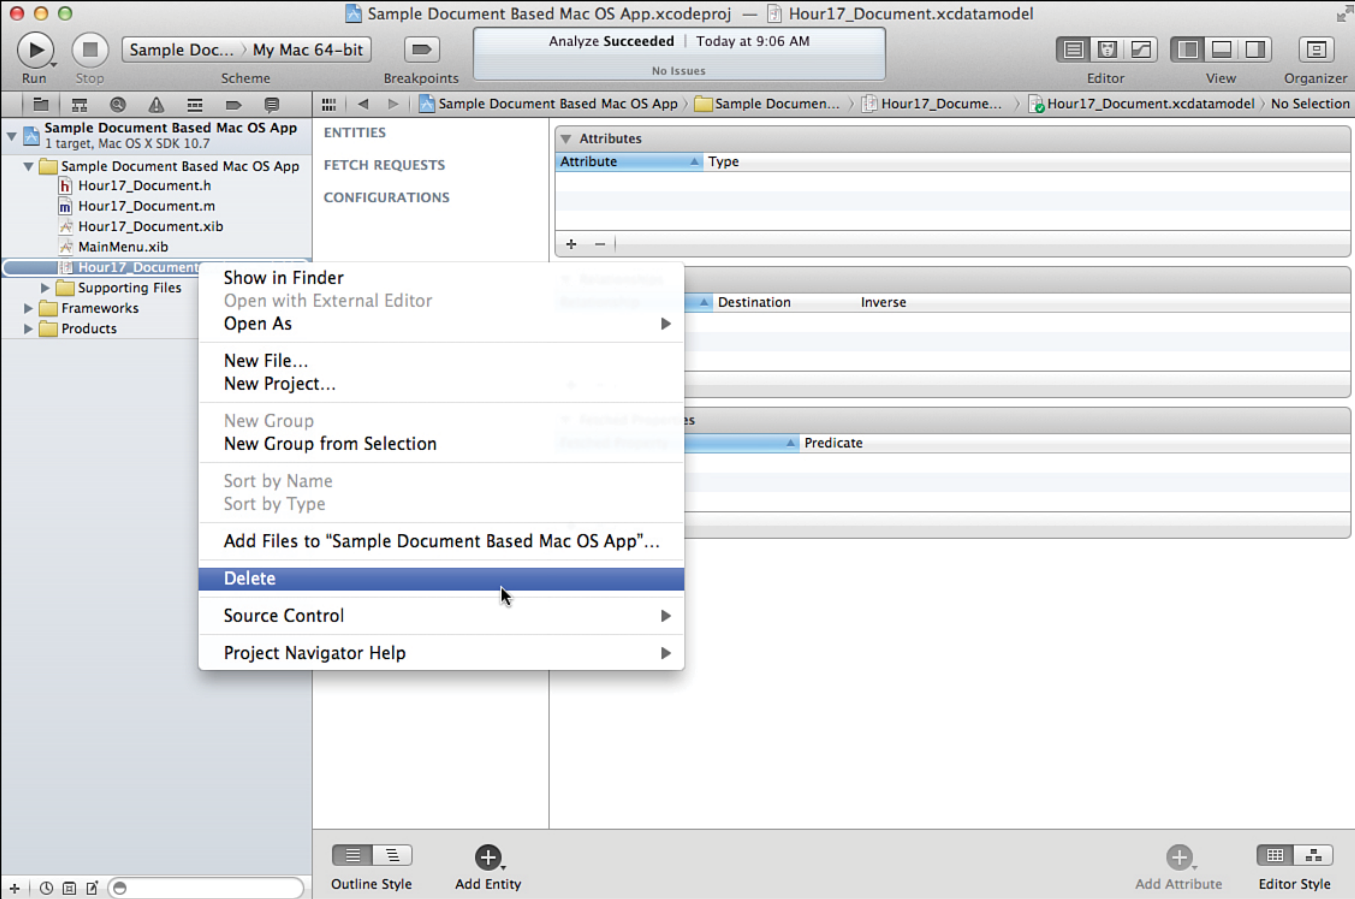 Sample Document Based Mac OS App.xcodeproj — Hour17_Document.xcdatamodel
Sample Doc... 〉 My Mac 64-bit
Analyze Succeeded | Today at 9:06 AM
No Issues
Run Stop Scheme Breakpoints Editor View Organizer
Sample Document Based Mac OS App 〉 Sample Documen... 〉 Hour17_Docume... 〉 Hour17_Document.xcdatamodel 〉 No Selection
Sample Document Based Mac OS App
1 target, Mac OS X SDK 10.7
Sample Document Based Mac OS App
h Hour17_Document.h
m Hour17_Document.m
Hour17_Document.xib
MainMenu.xib
Hour17_Document
Supporting Files
Frameworks
Products
ENTITIES
FETCH REQUESTS
CONFIGURATIONS
Attributes
Attribute Type
Destination Inverse
Predicate
Show in Finder
Open with External Editor
Open As
New File...
New Project...
New Group
New Group from Selection
Sort by Name
Sort by Type
Add Files to “Sample Document Based Mac OS App”...
Delete
Source Control
Project Navigator Help
Outline Style Add Entity Add Attribute Editor Style